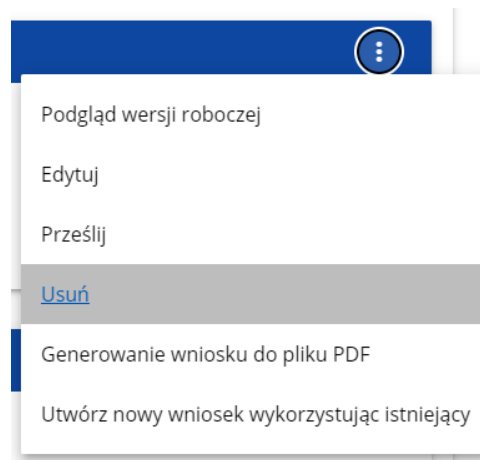 Podgląd wersji roboczej
Edytuj
Prześlij
Usuń
Generowanie wniosku do pliku PDF
Utwórz nowy wniosek wykorzystując istniejący